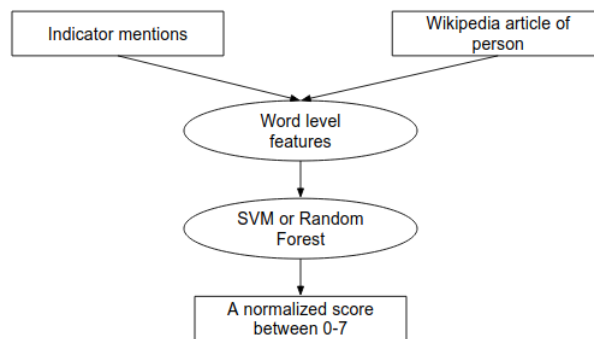 Indicator mentions
Wikipedia article of
person
Word level
features
SVM or Random
Forest
A normalized score
between 0-7